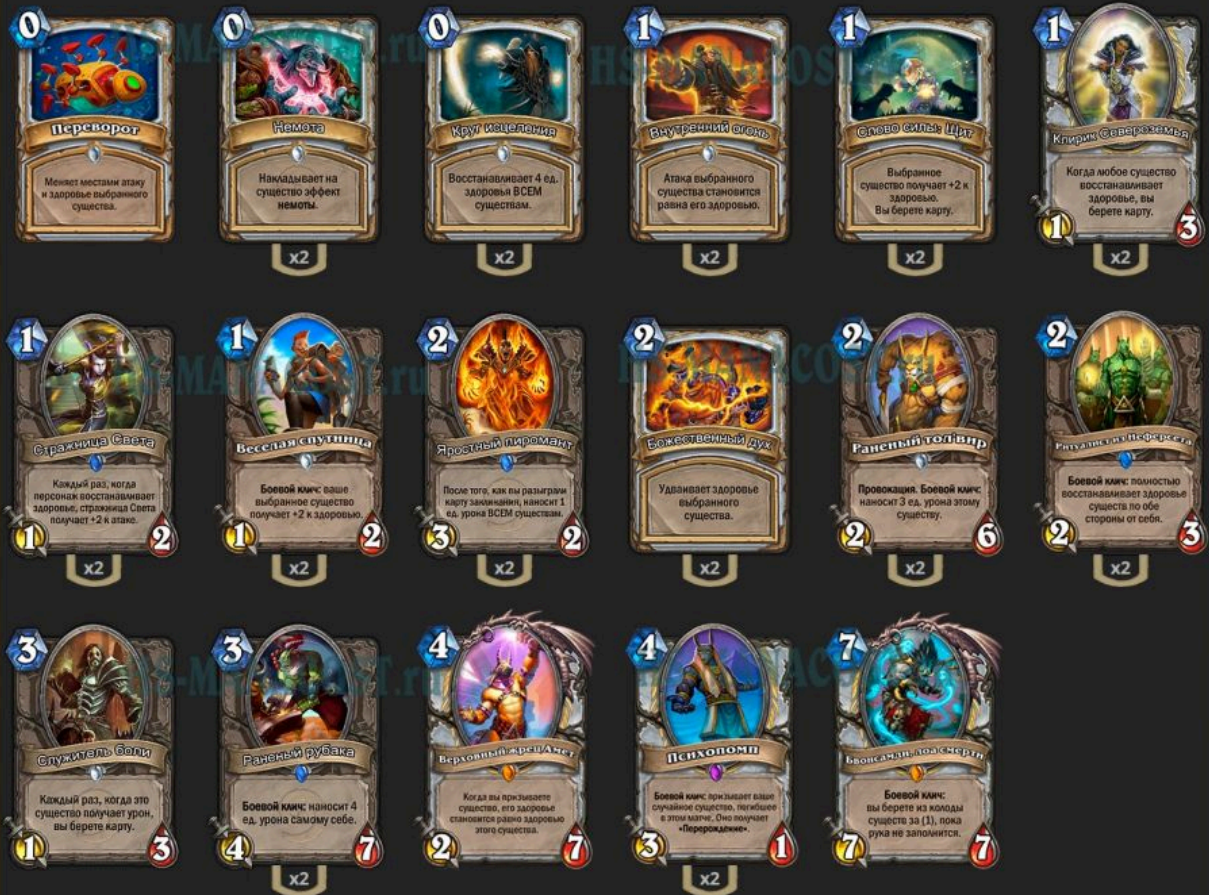 0
Переворот
Меняет местами атаку
и здоровье выбранного
существа.
0
Немота
Накладывает на
существо эффект
немоты.
x2
0
Круг исцеления
Восстанавливает 4 ед.
здоровья ВСЕМ
существам.
x2
1
Внутренний огонь
Атака выбранного
существа становится
равна его здоровью.
x2
1
Слово силы: Щит
Выбранное
существо получает +2 к
здоровью.
Вы берете карту.
x2
1
Клирик Североземья
Когда любое существо
восстанавливает
здоровье, вы
берете карту.
1
3
x2
1
Стражница Света
Каждый раз, когда
персонаж восстанавливает
здоровье, стражница Света
получает +2 к атаке.
1
2
x2
1
Веселая спутница
Боевой клич: ваше
выбранное существо
получает +2 к здоровью.
1
2
x2
2
Яростный пиромант
После того, как вы разыграли
карту заклинания, наносит 1
ед. урона ВСЕМ существам.
3
2
x2
2
Божественный дух
Удваивает здоровье
выбранного
существа.
x2
2
Раненый тол'вир
Провокация. Боевой клич:
наносит 3 ед. урона этому
существу.
2
6
x2
2
Ритуалист из Неферсета
Боевой клич: полностью
восстанавливает здоровье
существ по обе
стороны от себя.
2
3
x2
3
Служитель боли
Каждый раз, когда это
существо получает урон,
вы берете карту.
1
3
3
Раненый рубака
Боевой клич: наносит 4
ед. урона самому себе.
4
7
x2
4
Верховный жрец Амет
Когда вы призываете
существо, его здоровье
становится равно здоровью
этого существа.
2
7
4
Психопомп
Боевой клич: призывает ваше
случайное существо, погибшее
в этом матче. Оно получает
«Перерождение».
3
1
x2
7
Бвонсамди, лоа смерти
Боевой клич:
вы берете из колоды
существ за (1), пока
рука не заполнится.
7
7